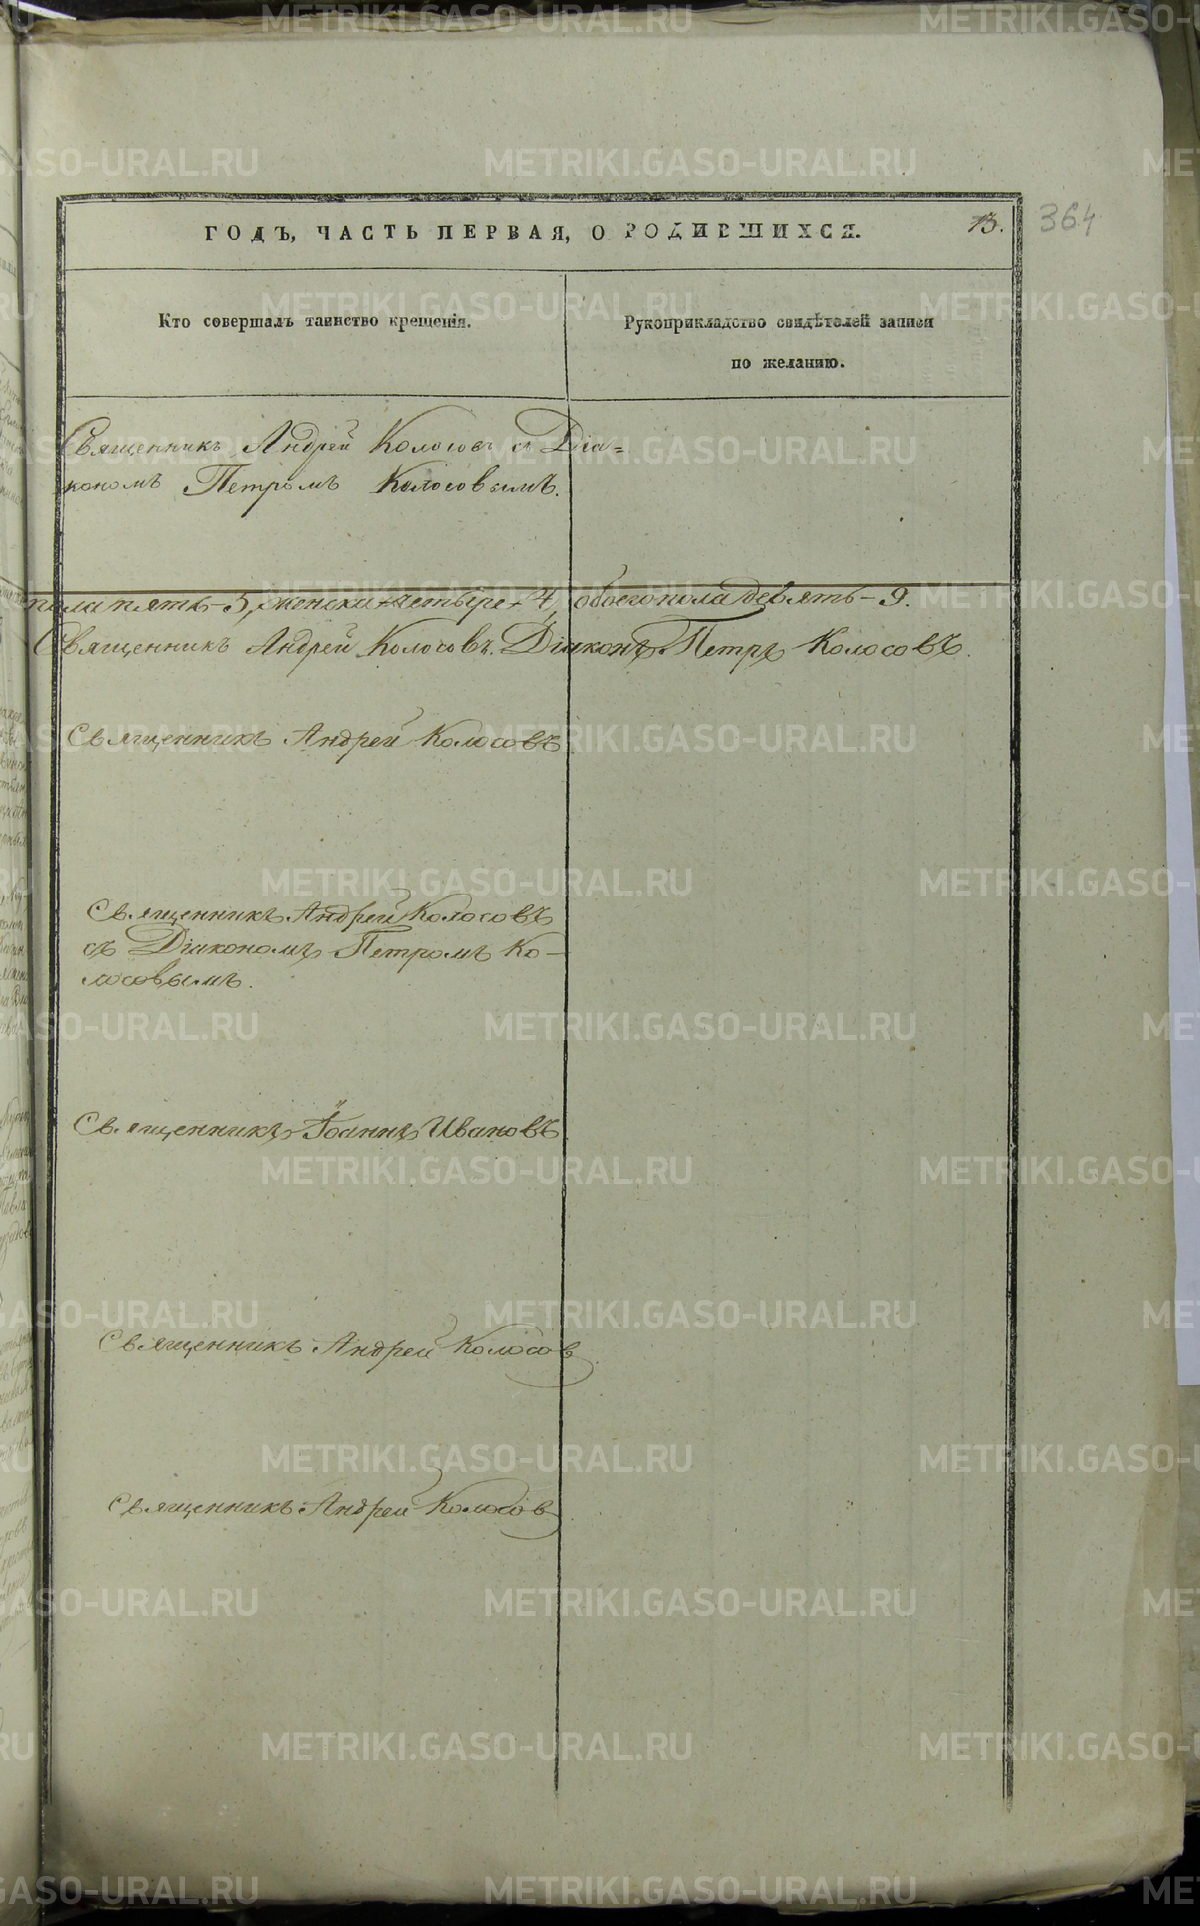 ГОДЪ, ЧАСТЬ ПЕРВАЯ, О РОДИВШИХСЯ.
13.
364
Кто совершалъ таинство крещенія.
Рукоприкладство свидѣтелей записи
по желанію.
Священникъ Андрей Колосовъ съ Діа=
кономъ Петромъ Колосовымъ.
пола пять - 5, женска четыре - 4, обоего пола девять - 9.
Священникъ Андрей Колосовъ. Діаконъ Петръ Колосовъ.
Священникъ Андрей Колосовъ
Священникъ Андрей Колосовъ
съ Діакономъ Петромъ Ко-
лосовымъ.
Священникъ Іоаннъ Ивановъ
Священникъ Андрей Колосов
Священникъ Андрей Колосов
METRIKI.GASO-URAL.RU